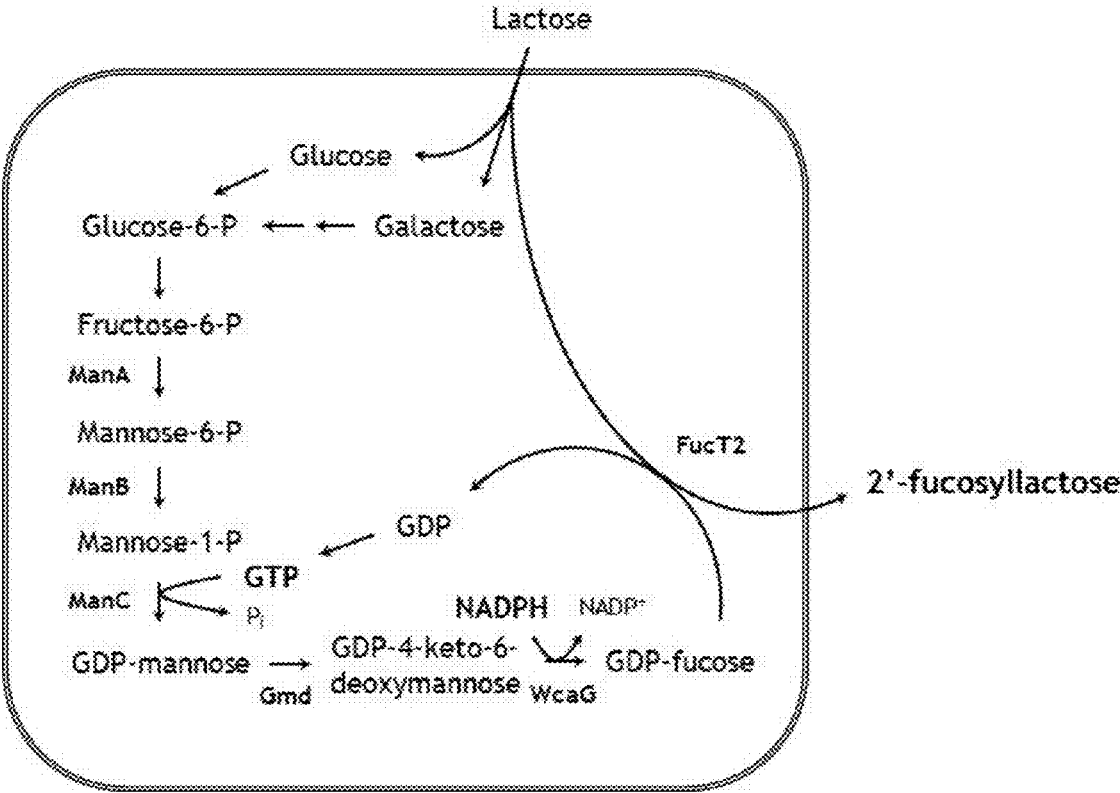 Lactose
Glucose
Glucose-6-P
Galactose
Fructose-6-P
ManA
Mannose-6-P
FucT2
ManB
2'-fucosyllactose
GDP
Mannose-1-P
GTP
ManC
Pi
NADPH
NADP+
GDP-mannose
GDP-4-keto-6-
deoxymannose
GDP-fucose
Gmd
WcaG